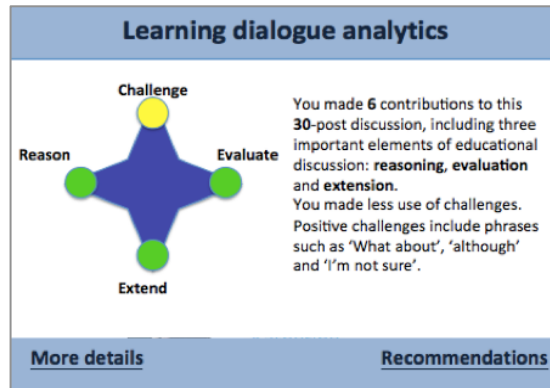 Learning dialogue analytics
Challenge
Reason
Evaluate
Extend
You made 6 contributions to this
30-post discussion, including three
important elements of educational
discussion: reasoning, evaluation
and extension.
You made less use of challenges.
Positive challenges include phrases
such as ‘What about’, ‘although’
and ‘I’m not sure’.
More details
Recommendations